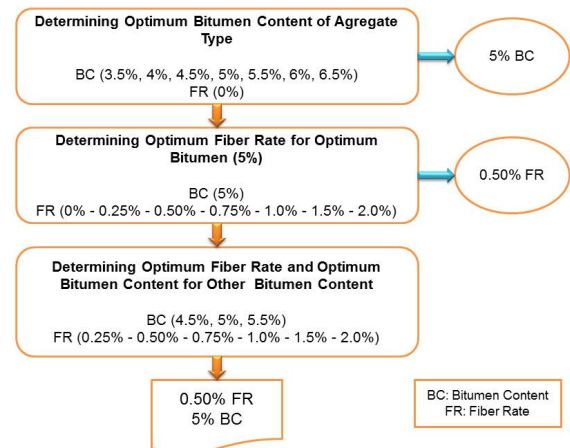 Determining Optimum Bitumen Content of Agregate
Type
BC (3.5%, 4%, 4.5%, 5%, 5.5%, 6%, 6.5%)
FR (0%)
5% BC
Determining Optimum Fiber Rate for Optimum
Bitumen (5%)
BC (5%)
FR (0% - 0.25% - 0.50% - 0.75% - 1.0% - 1.5% - 2.0%)
0.50% FR
Determining Optimum Fiber Rate and Optimum
Bitumen Content for Other Bitumen Content
BC (4.5%, 5%, 5.5%)
FR (0.25% - 0.50% - 0.75% - 1.0% - 1.5% - 2.0%)
0.50% FR
5% BC
BC: Bitumen Content
FR: Fiber Rate